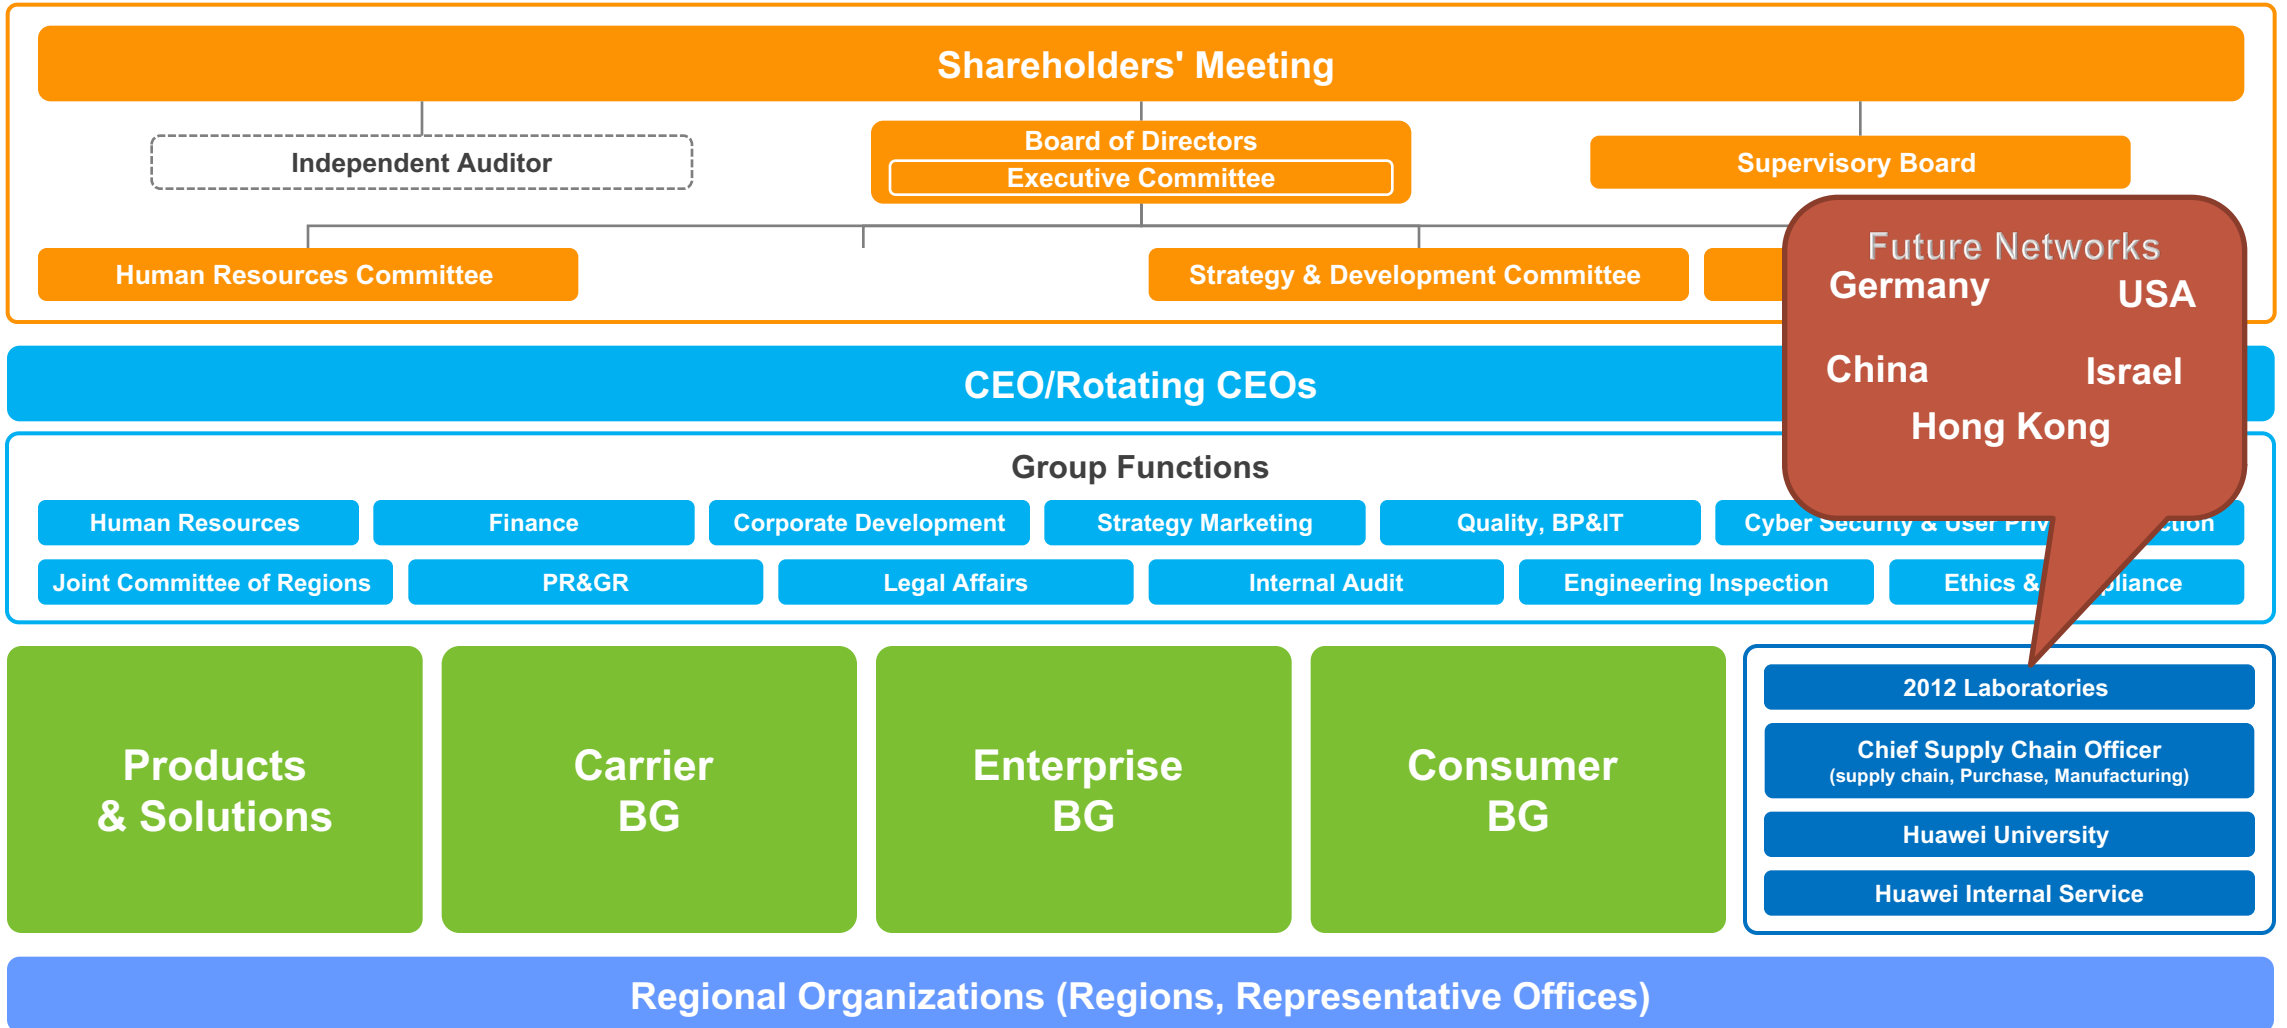 Shareholders' Meeting
Independent Auditor
Board of Directors
Executive Committee
Supervisory Board
Human Resources Committee
Strategy & Development Committee
Future Networks
Germany
USA
China
Israel
Hong Kong
CEO/Rotating CEOs
Group Functions
Human Resources
Finance
Corporate Development
Strategy Marketing
Quality, BP&IT
Cyber Security & User
Joint Committee of Regions
PR&GR
Legal Affairs
Internal Audit
Engineering Inspection
Ethics &
Products
& Solutions
Carrier
BG
Enterprise
BG
Consumer
BG
2012 Laboratories
Chief Supply Chain Officer
(supply chain, Purchase, Manufacturing)
Huawei University
Huawei Internal Service
Regional Organizations (Regions, Representative Offices)